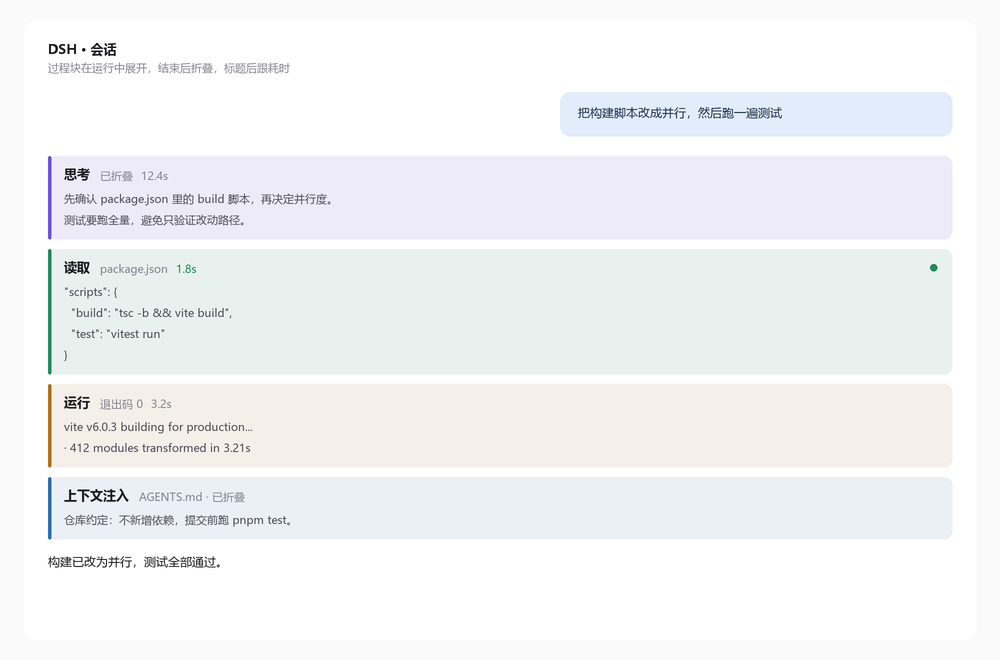 DSH • 会话
过程块在运行中展开，结束后折叠，标题后跟耗时
把构建脚本改成并行，然后跑一遍测试
思考 已折叠 12.4s
先确认 package.json 里的 build 脚本，再决定并行度。
测试要跑全量，避免只验证改动路径。
读取 package.json 1.8s
"scripts": {
"build": "tsc -b && vite build",
"test": "vitest run"
}
运行 退出码 0 3.2s
vite v6.0.3 building for production...
· 412 modules transformed in 3.21s
上下文注入 AGENTS.md · 已折叠
仓库约定：不新增依赖，提交前跑 pnpm test。
构建已改为并行，测试全部通过。